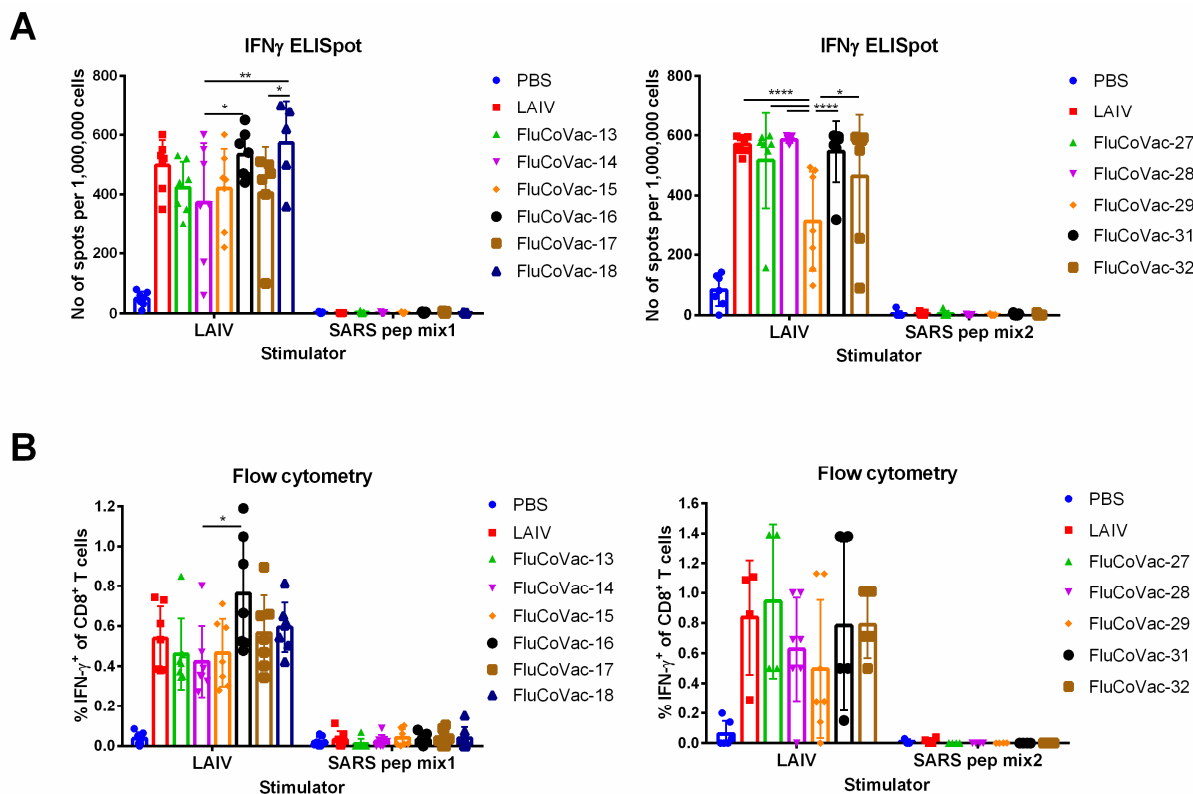 A
IFNγ ELISpot
No of spots per 1,000,000 cells
800
600
400
200
0
**
*
*
LAIV
SARS pep mix1
Stimulator
PBS
LAIV
FluCoVac-13
FluCoVac-14
FluCoVac-15
FluCoVac-16
FluCoVac-17
FluCoVac-18
IFNγ ELISpot
No of spots per 1,000,000 cells
800
600
400
200
0
****
*
****
LAIV
SARS pep mix2
Stimulator
PBS
LAIV
FluCoVac-27
FluCoVac-28
FluCoVac-29
FluCoVac-31
FluCoVac-32
B
Flow cytometry
% IFN-γ+ of CD8+ T cells
1.2
1.0
0.8
0.6
0.4
0.2
0.0
*
LAIV
SARS pep mix1
Stimulator
PBS
LAIV
FluCoVac-13
FluCoVac-14
FluCoVac-15
FluCoVac-16
FluCoVac-17
FluCoVac-18
Flow cytometry
% IFN-γ+ of CD8+ T cells
1.6
1.4
1.2
1.0
0.8
0.6
0.4
0.2
0.0
LAIV
SARS pep mix2
Stimulator
PBS
LAIV
FluCoVac-27
FluCoVac-28
FluCoVac-29
FluCoVac-31
FluCoVac-32